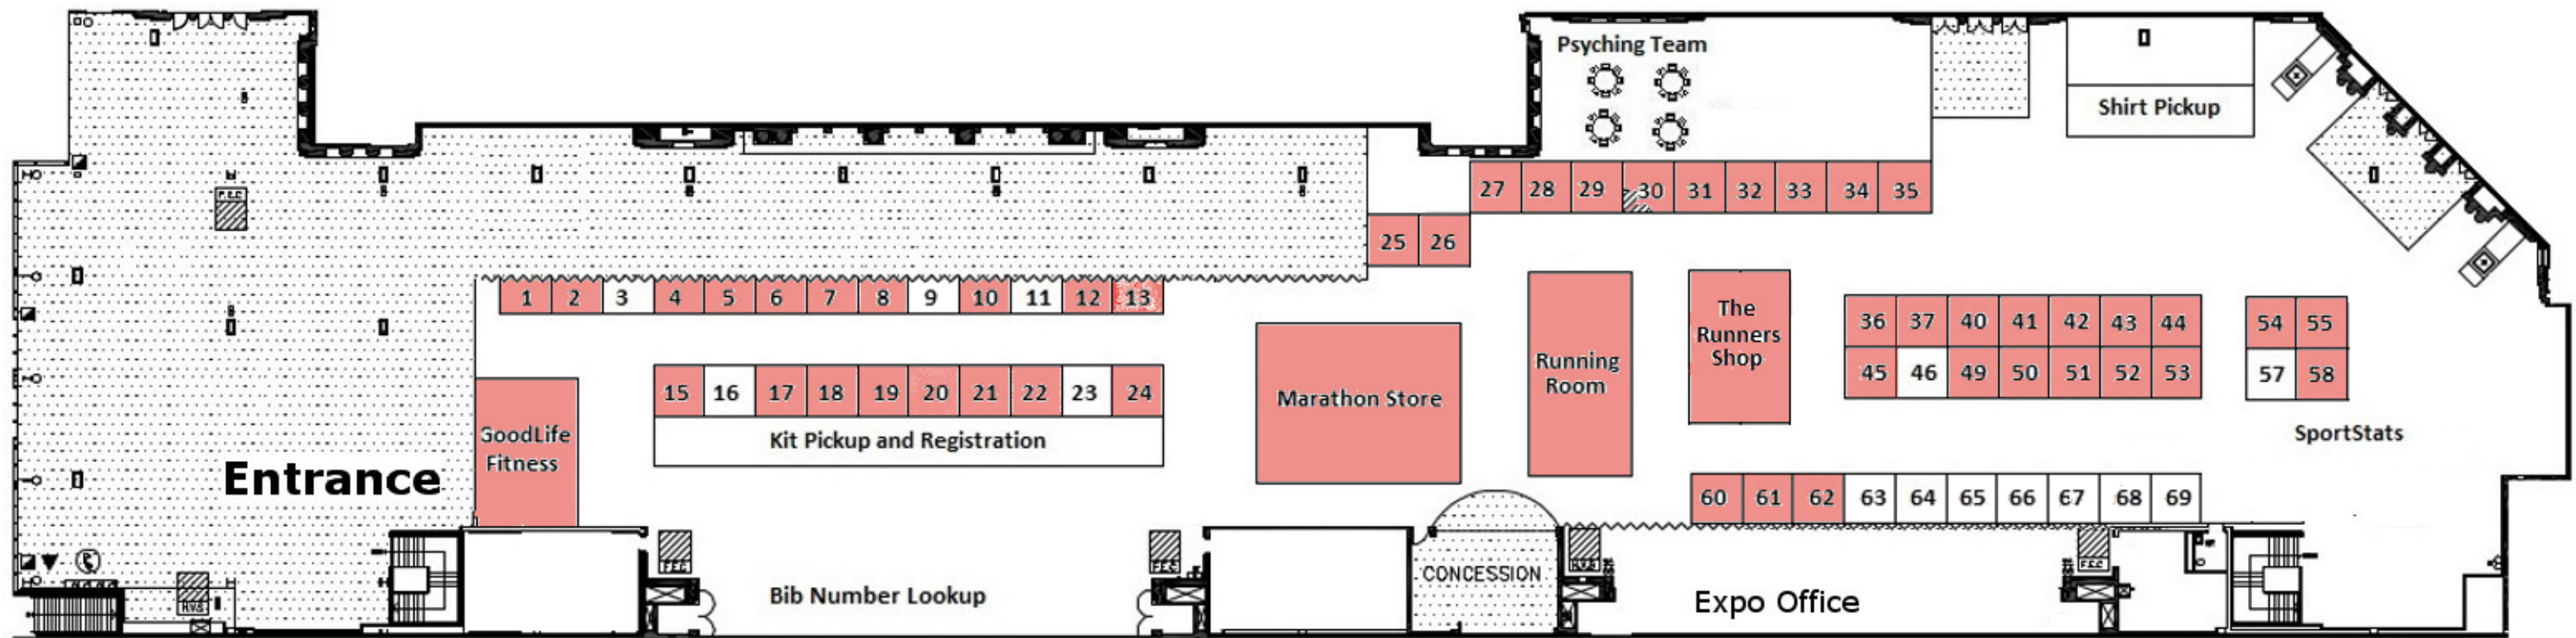 Psyching Team
Shirt Pickup
F.E.C
27 28 29 30 31 32 33 34 35
25 26
1 2 3 4 5 6 7 8 9 10 11 12 13
The
Runners
Shop
36 37 40 41 42 43 44
54 55
Running
Room
45 46 49 50 51 52 53
57 58
15 16 17 18 19 20 21 22 23 24
Marathon Store
Kit Pickup and Registration
GoodLife
Fitness
SportStats
Entrance
60 61 62 63 64 65 66 67 68 69
F.E.C
F.E.C
F.E.C
CONCESSION
Bib Number Lookup
Expo Office
H.V.S